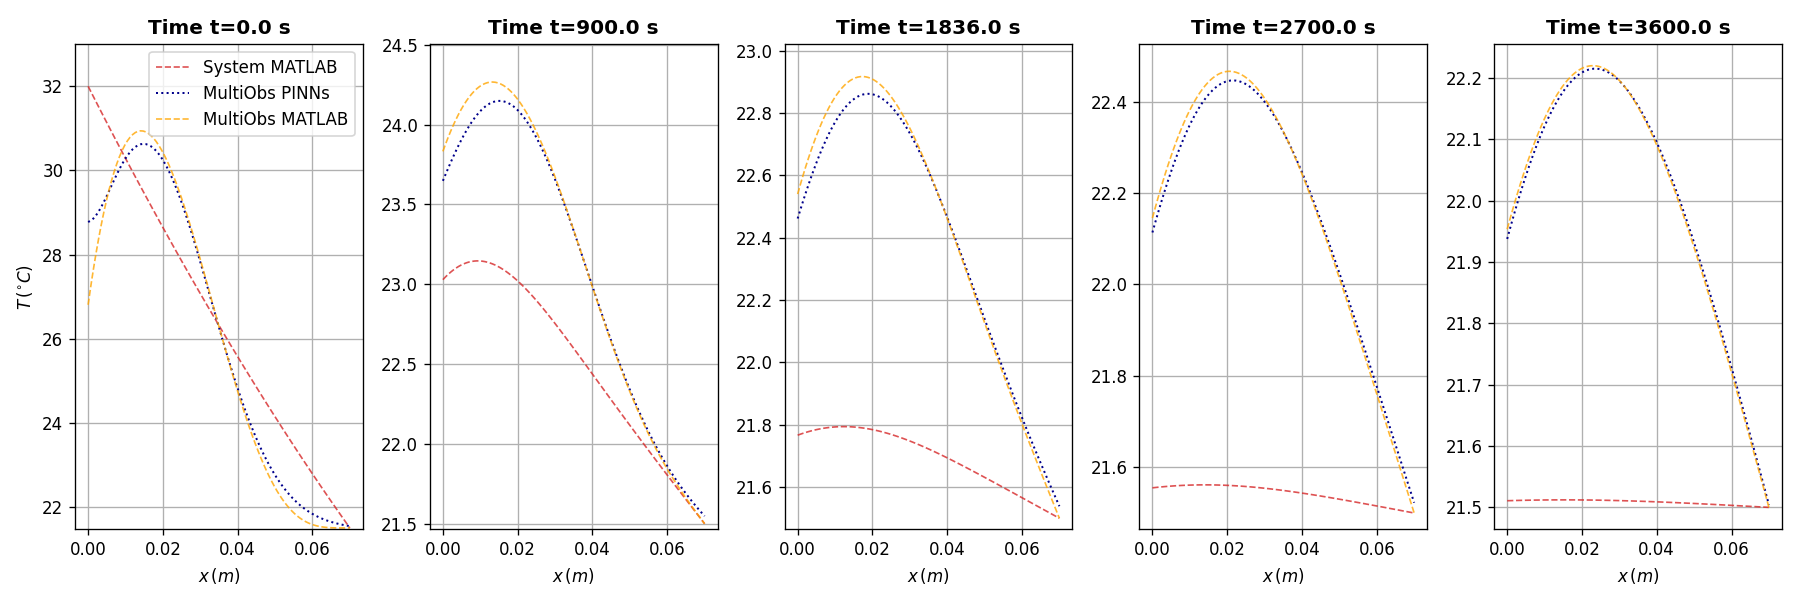 Time t=0.0 s
System MATLAB
MultiObs PINNs
MultiObs MATLAB
T (°C)
32
30
28
26
24
22
0.00 0.02 0.04 0.06
x (m)
Time t=900.0 s
24.5
24.0
23.5
23.0
22.5
22.0
21.5
0.00 0.02 0.04 0.06
x (m)
Time t=1836.0 s
23.0
22.8
22.6
22.4
22.2
22.0
21.8
21.6
0.00 0.02 0.04 0.06
x (m)
Time t=2700.0 s
22.4
22.2
22.0
21.8
21.6
0.00 0.02 0.04 0.06
x (m)
Time t=3600.0 s
22.2
22.1
22.0
21.9
21.8
21.7
21.6
21.5
0.00 0.02 0.04 0.06
x (m)